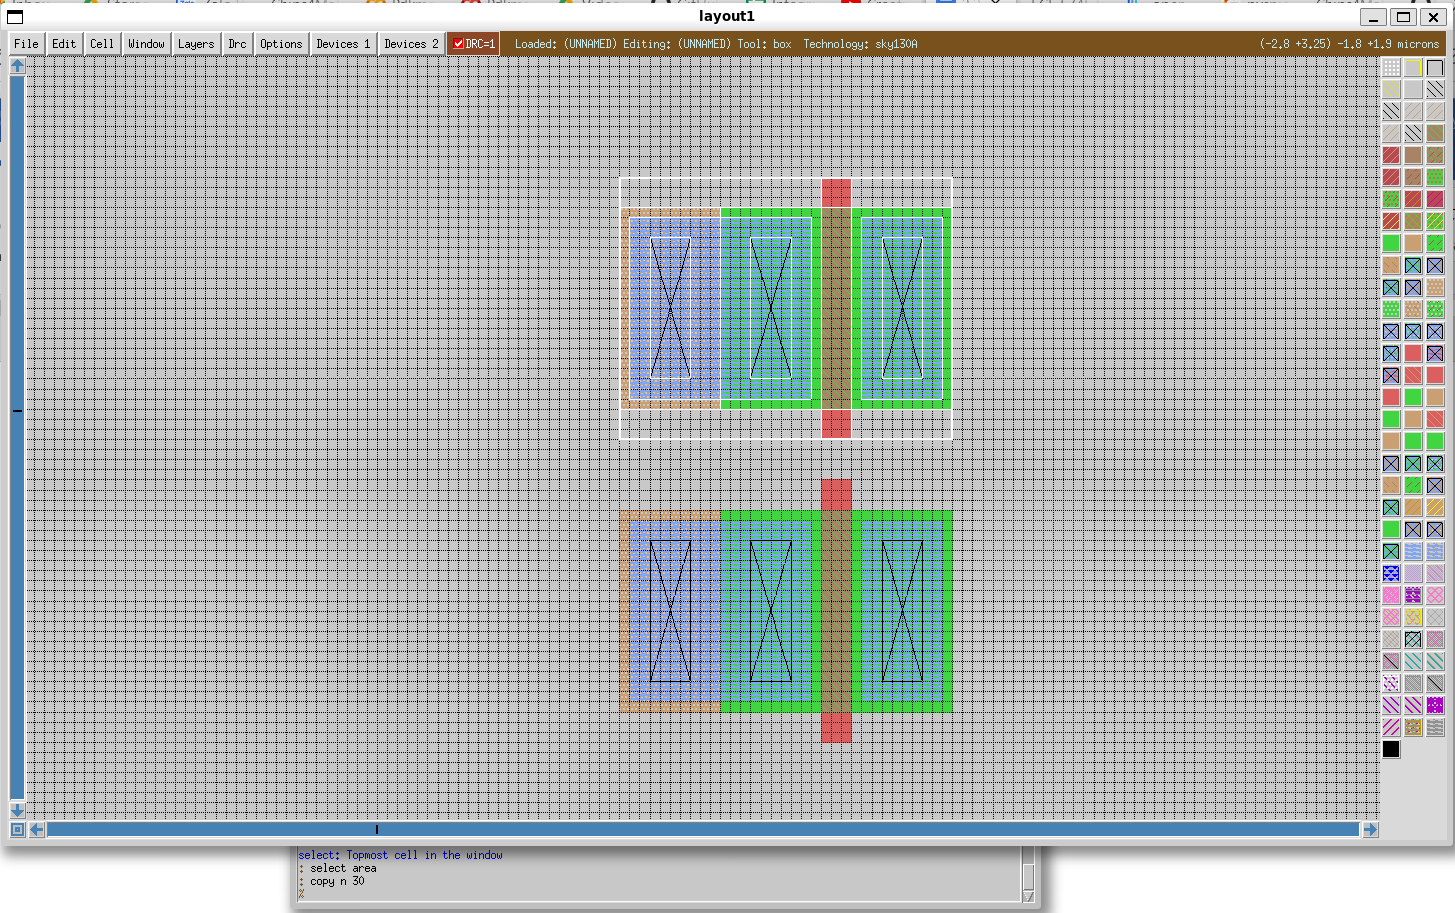 layout1
File Edit Cell Window Layers Drc Options Devices 1 Devices 2 DRC=1 Loaded: (UNNAMED) Editing: (UNNAMED) Tool: box Technology: sky130A (-2.8 +3.25) -1.8 +1.9 microns
select: Topmost cell in the window
: select area
: copy n 30
%